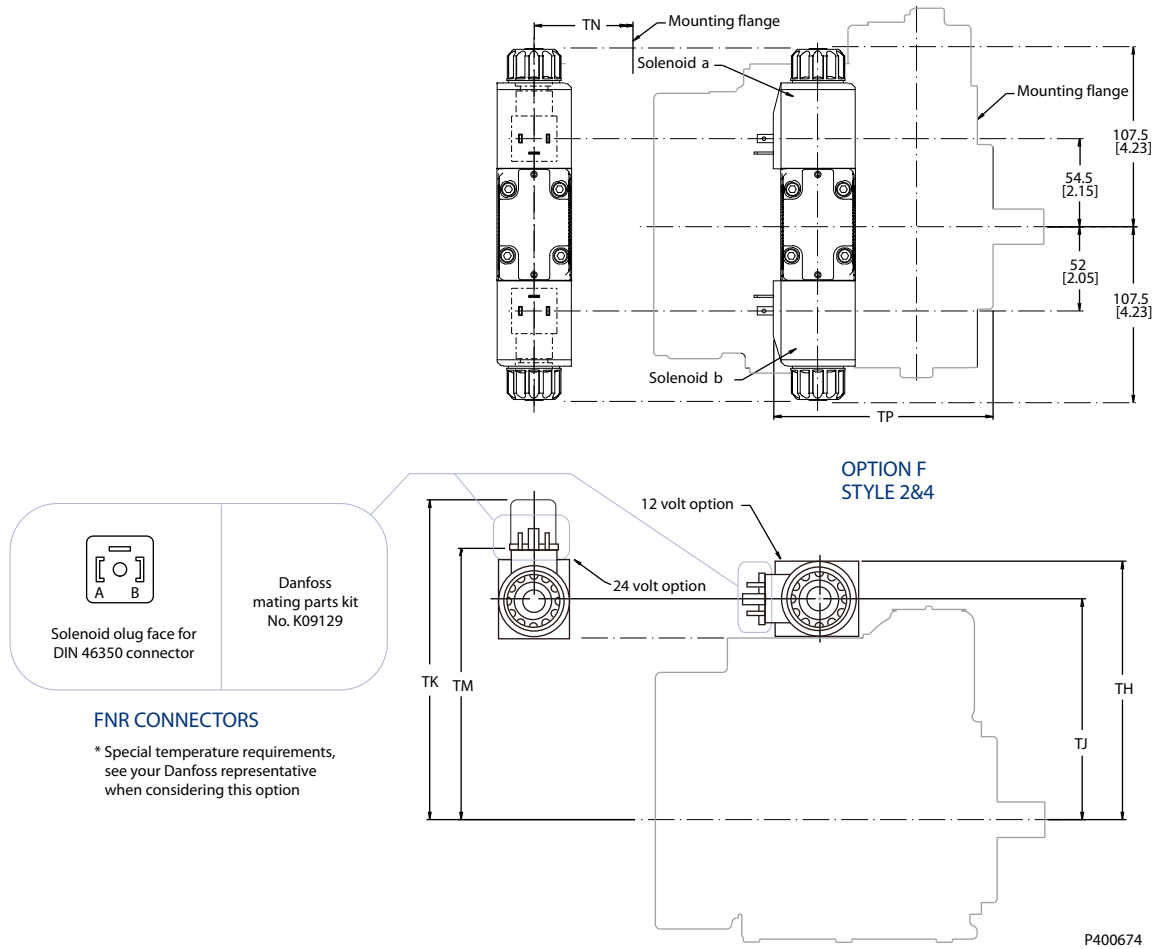 TN
Mounting flange
Solenoid a
Mounting flange
107.5
[4.23]
54.5
[2.15]
52
[2.05]
107.5
[4.23]
Solenoid b
TP
OPTION F
STYLE 2&4
12 volt option
24 volt option
A B
Solenoid olug face for
DIN 46350 connector
Danfoss
mating parts kit
No. K09129
TK
TM
TH
TJ
FNR CONNECTORS
* Special temperature requirements,
see your Danfoss representative
when considering this option
P400674